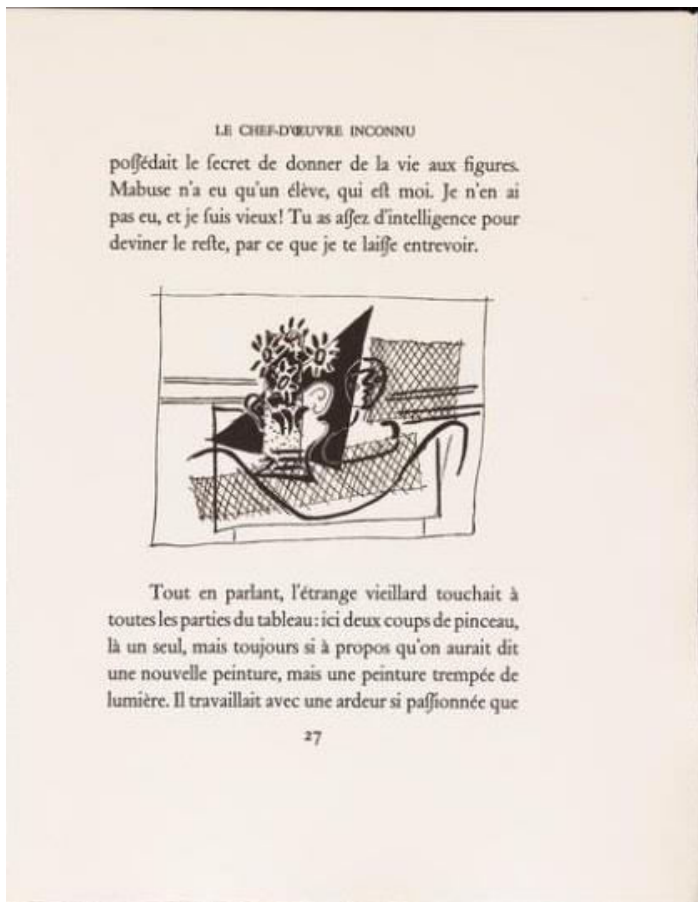 LE CHEF-D'ŒUVRE INCONNU
poſſédait le ſecret de donner de la vie aux figures.
Mabuse n'a eu qu'un élève, qui eſt moi. Je n'en ai
pas eu, et je ſuis vieux! Tu as aſſez d'intelligence pour
deviner le reſte, par ce que je te laiſſe entrevoir.
Tout en parlant, l'étrange vieillard touchait à
toutes les parties du tableau: ici deux coups de pinceau,
là un seul, mais toujours si à propos qu'on aurait dit
une nouvelle peinture, mais une peinture trempée de
lumière. Il travaillait avec une ardeur si paſſionnée que
27